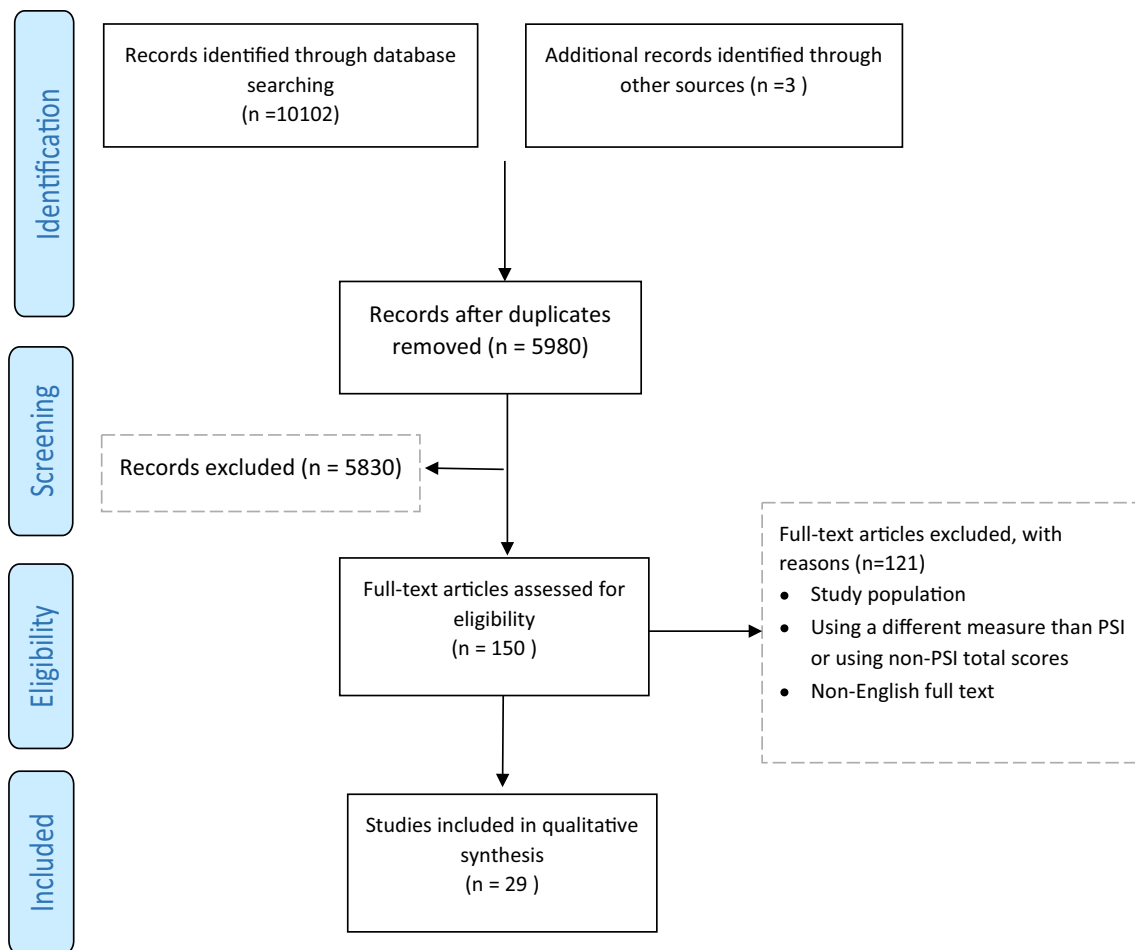 Identification
Records identified through database
searching
(n =10102)
Additional records identified through
other sources (n =3 )
Records after duplicates
removed (n = 5980)
Screening
Records excluded (n = 5830)
Eligibility
Full-text articles assessed for
eligibility
(n = 150 )
Full-text articles excluded, with
reasons (n=121)
• Study population
• Using a different measure than PSI
or using non-PSI total scores
• Non-English full text
Included
Studies included in qualitative
synthesis
(n = 29 )